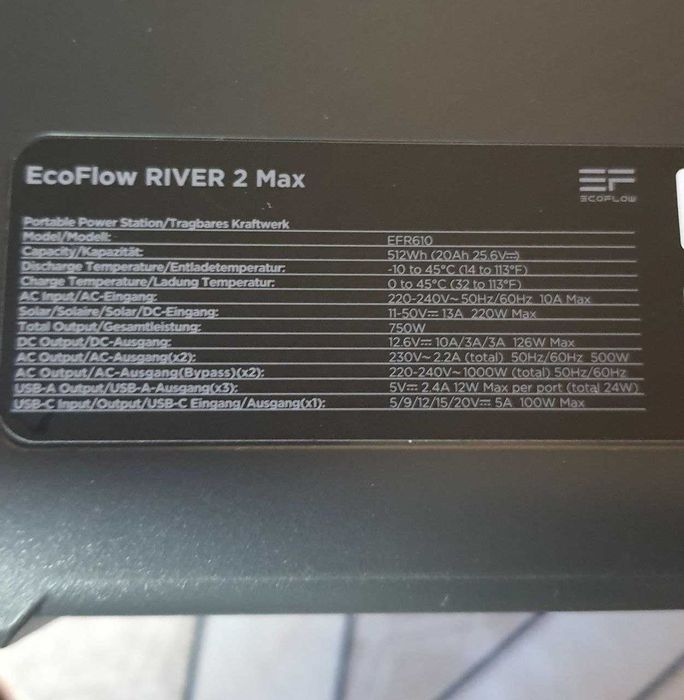 EcoFlow RIVER 2 Max
EF
ECOFLOW
Portable Power Station/Tragbares Kraftwerk
Model/Modell: EFR610
Capacity/Kapazität: 512Wh (20Ah 25.6V⎓)
Discharge Temperature/Entladetemperatur: -10 to 45°C (14 to 113°F)
Charge Temperature/Ladung Temperatur: 0 to 45°C (32 to 113°F)
AC Input/AC-Eingang: 220-240V~ 50Hz/60Hz 10A Max
Solar/Solaire/Solar/DC-Eingang: 11-50V⎓ 13A 220W Max
Total Output/Gesamtleistung: 750W
DC Output/DC-Ausgang: 12.6V⎓ 10A/3A/3A 126W Max
AC Output/AC-Ausgang(x2): 230V~ 2.2A (total) 50Hz/60Hz 500W
AC Output/AC-Ausgang(Bypass)(x2): 220-240V~ 1000W (total) 50Hz/60Hz
USB-A Output/USB-A-Ausgang(x3): 5V⎓ 2.4A 12W Max per port (total 24W)
USB-C Input/Output/USB-C Eingang/Ausgang(x1): 5/9/12/15/20V⎓ 5A 100W Max